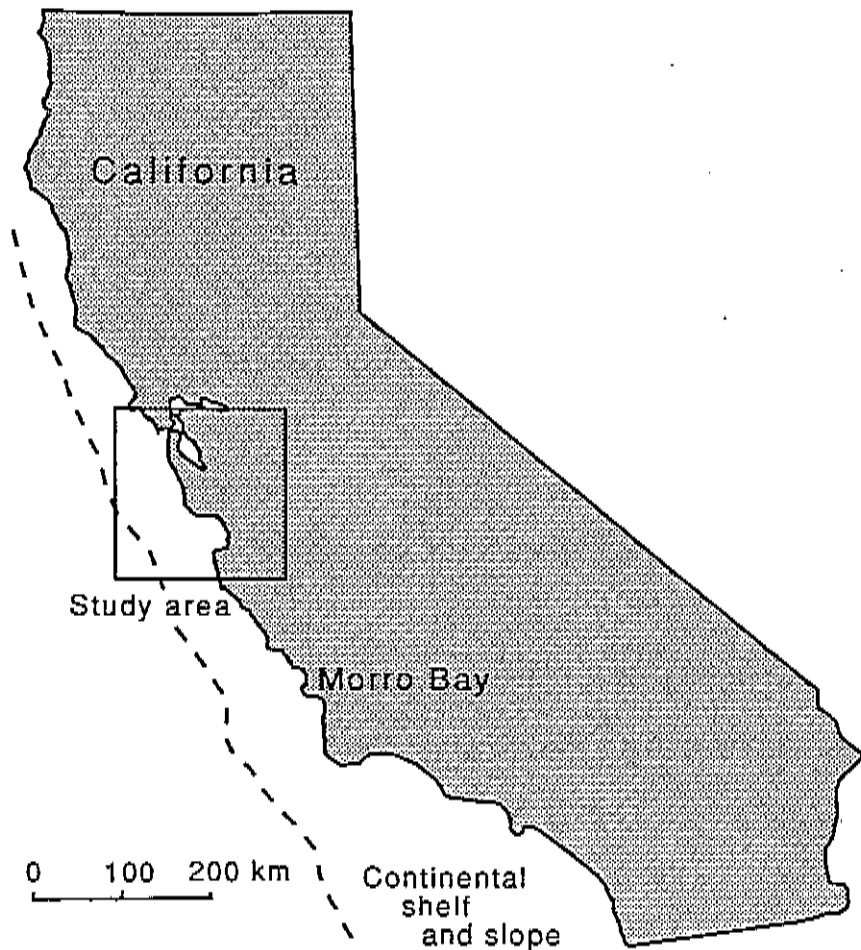 California
Study area
Morro Bay
0 100 200 km
Continental
shelf
and slope